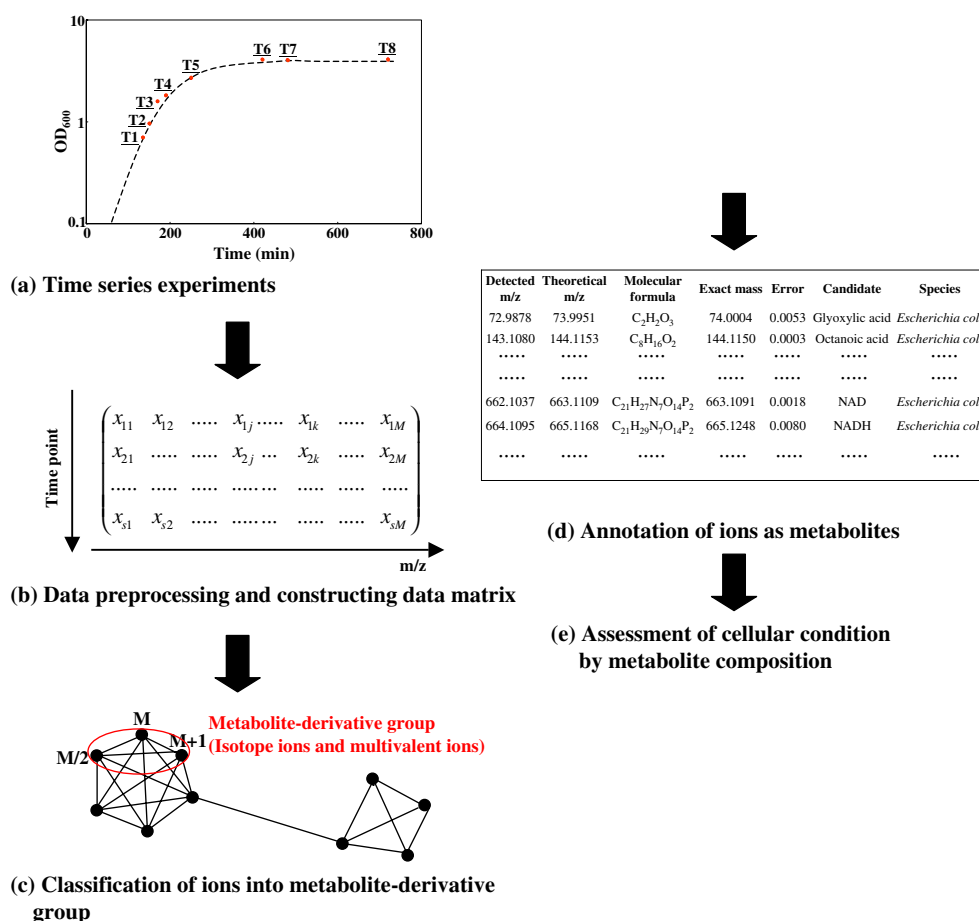 10
1
0.1
OD600
T1
T2
T3
T4
T5
T6
T7
T8
0 200 400 600 800
Time (min)
(a) Time series experiments
Time point
x11 x12 ..... x1j ..... x1k ..... x1M
x21 ..... ..... x2j ... x2k ..... x2M
..... ..... ..... ........ ..... ..... .....
xs1 xs2 ..... ........ ..... ..... xsM
m/z
(b) Data preprocessing and constructing data matrix
M
M+1
M/2
Metabolite-derivative group
(Isotope ions and multivalent ions)
(c) Classification of ions into metabolite-derivative
group
Detected m/z Theoretical m/z Molecular formula Exact mass Error Candidate Species
72.9878 73.9951 C2H2O3 74.0004 0.0053 Glyoxylic acid Escherichia col
143.1080 144.1153 C8H16O2 144.1150 0.0003 Octanoic acid Escherichia col
..... ..... ..... ..... ..... ..... .....
..... ..... ..... ..... ..... ..... .....
662.1037 663.1109 C21H27N7O14P2 663.1091 0.0018 NAD Escherichia col
664.1095 665.1168 C21H29N7O14P2 665.1248 0.0080 NADH Escherichia col
..... ..... ..... ..... ..... ..... .....
(d) Annotation of ions as metabolites
(e) Assessment of cellular condition
by metabolite composition